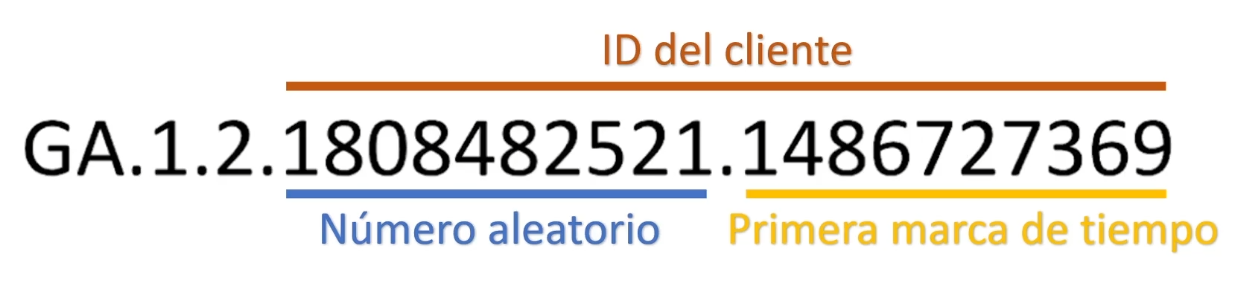 ID del cliente
GA.1.2.1808482521.1486727369
Número aleatorio Primera marca de tiempo